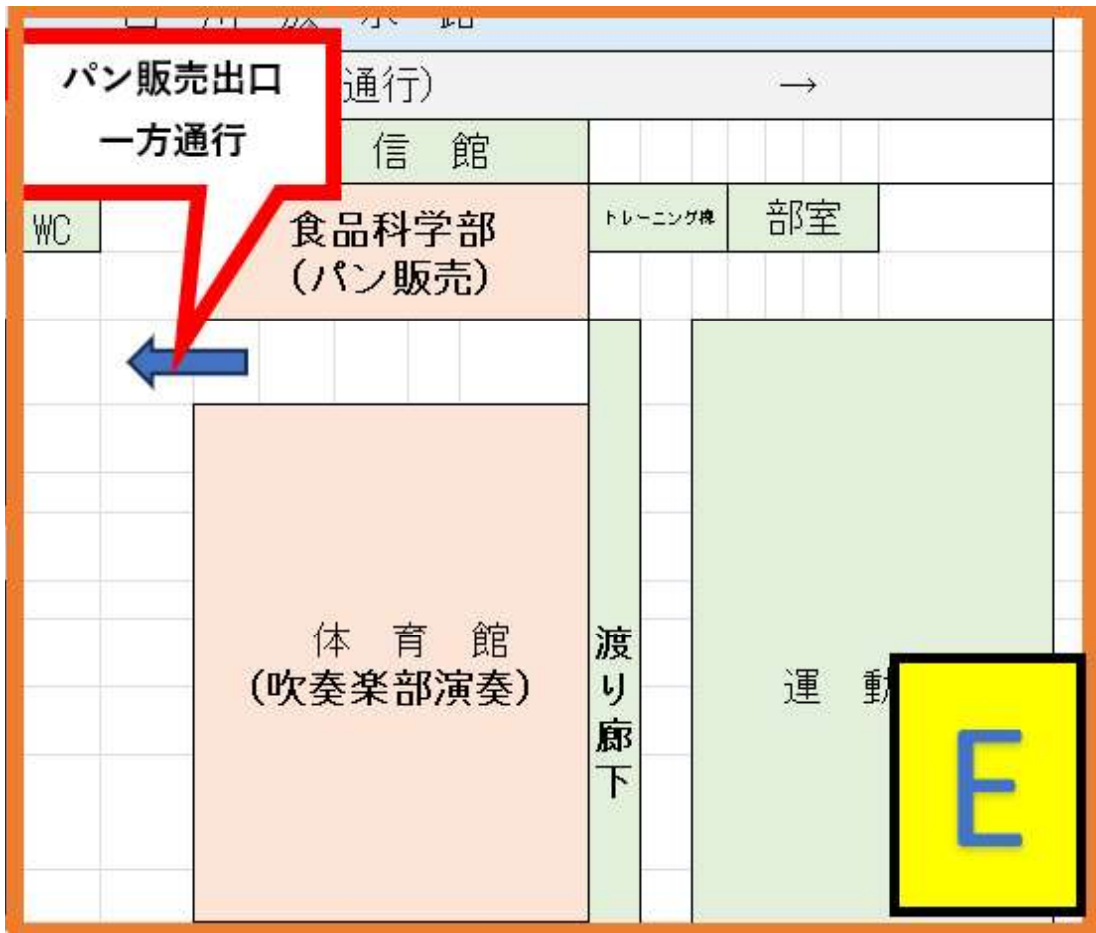 パン販売出口
一方通行
通行) →
信 館
WC
食品科学部
(パン販売)
トレーニング棟
部室
体 育 館
(吹奏楽部演奏)
渡り廊下
運 動
E